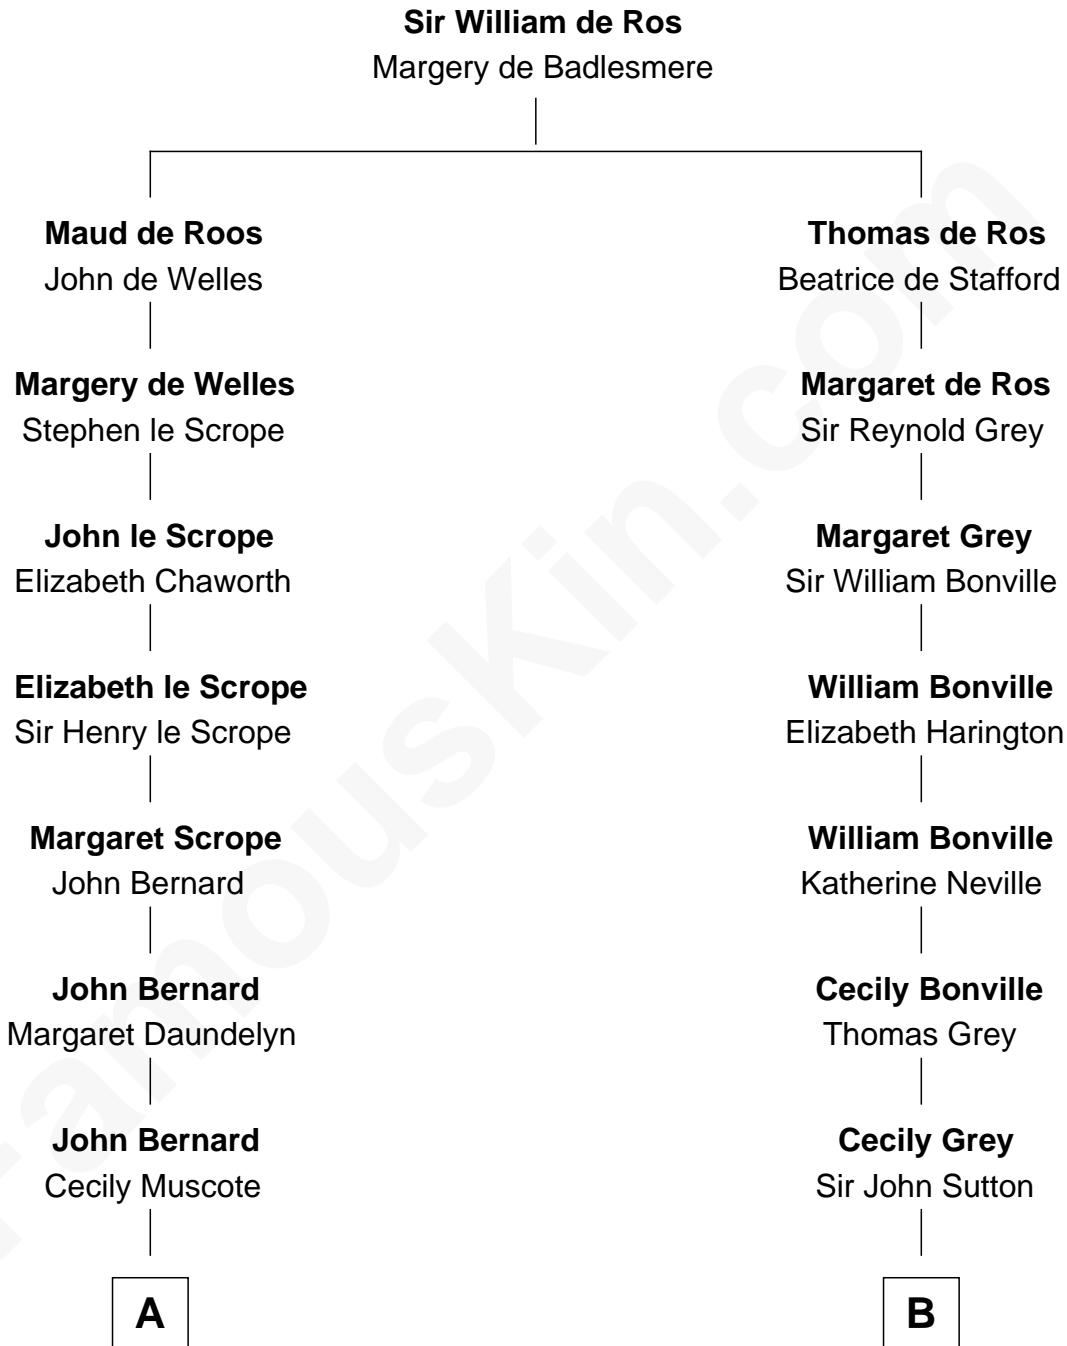 Sir William de Ros
Margery de Badlesmere
Maud de Roos
John de Welles
Margery de Welles
Stephen le Scrope
John le Scrope
Elizabeth Chaworth
Elizabeth le Scrope
Sir Henry le Scrope
Margaret Scrope
John Bernard
John Bernard
Margaret Daundelyn
John Bernard
Cecily Muscote
A
Thomas de Ros
Beatrice de Stafford
Margaret de Ros
Sir Reynold Grey
Margaret Grey
Sir William Bonville
William Bonville
Elizabeth Harington
William Bonville
Katherine Neville
Cecily Bonville
Thomas Grey
Cecily Grey
Sir John Sutton
B
FamousKin.com